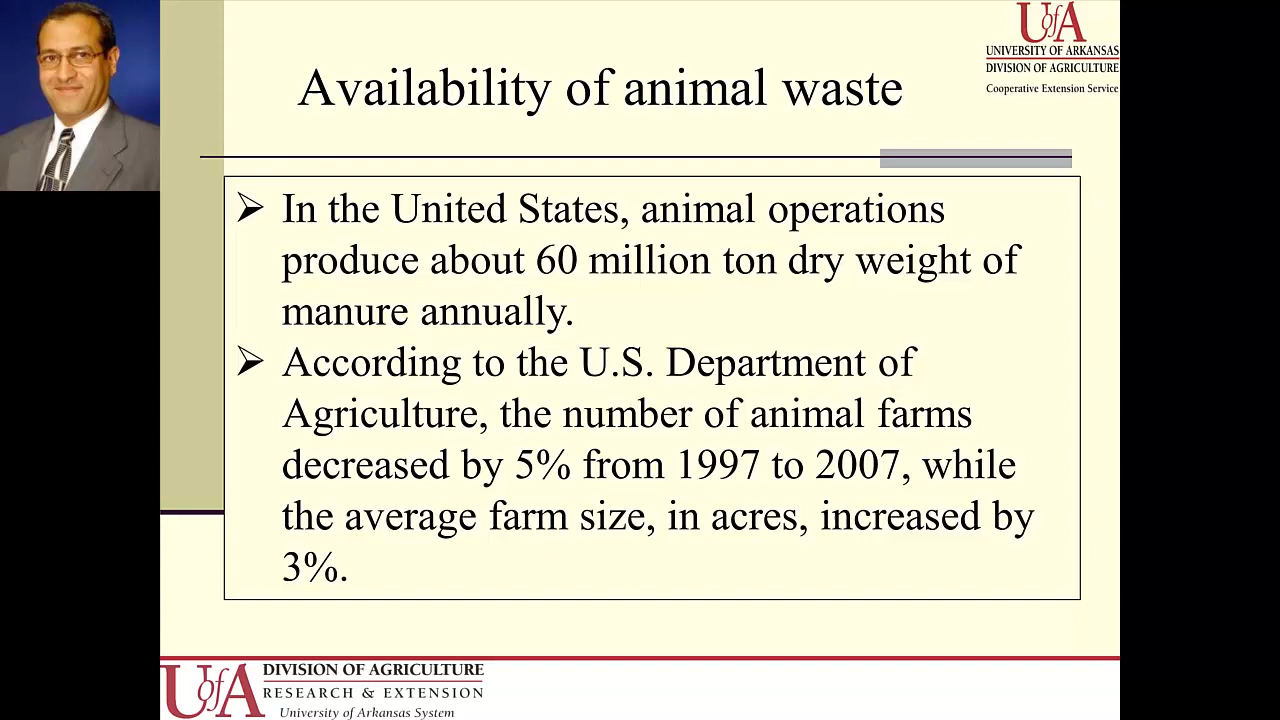 UofA
UNIVERSITY OF ARKANSAS
DIVISION OF AGRICULTURE
Cooperative Extension Service
Availability of animal waste
➢ In the United States, animal operations
produce about 60 million ton dry weight of
manure annually.
➢ According to the U.S. Department of
Agriculture, the number of animal farms
decreased by 5% from 1997 to 2007, while
the average farm size, in acres, increased by
3%.
UofA
DIVISION OF AGRICULTURE
RESEARCH & EXTENSION
University of Arkansas System